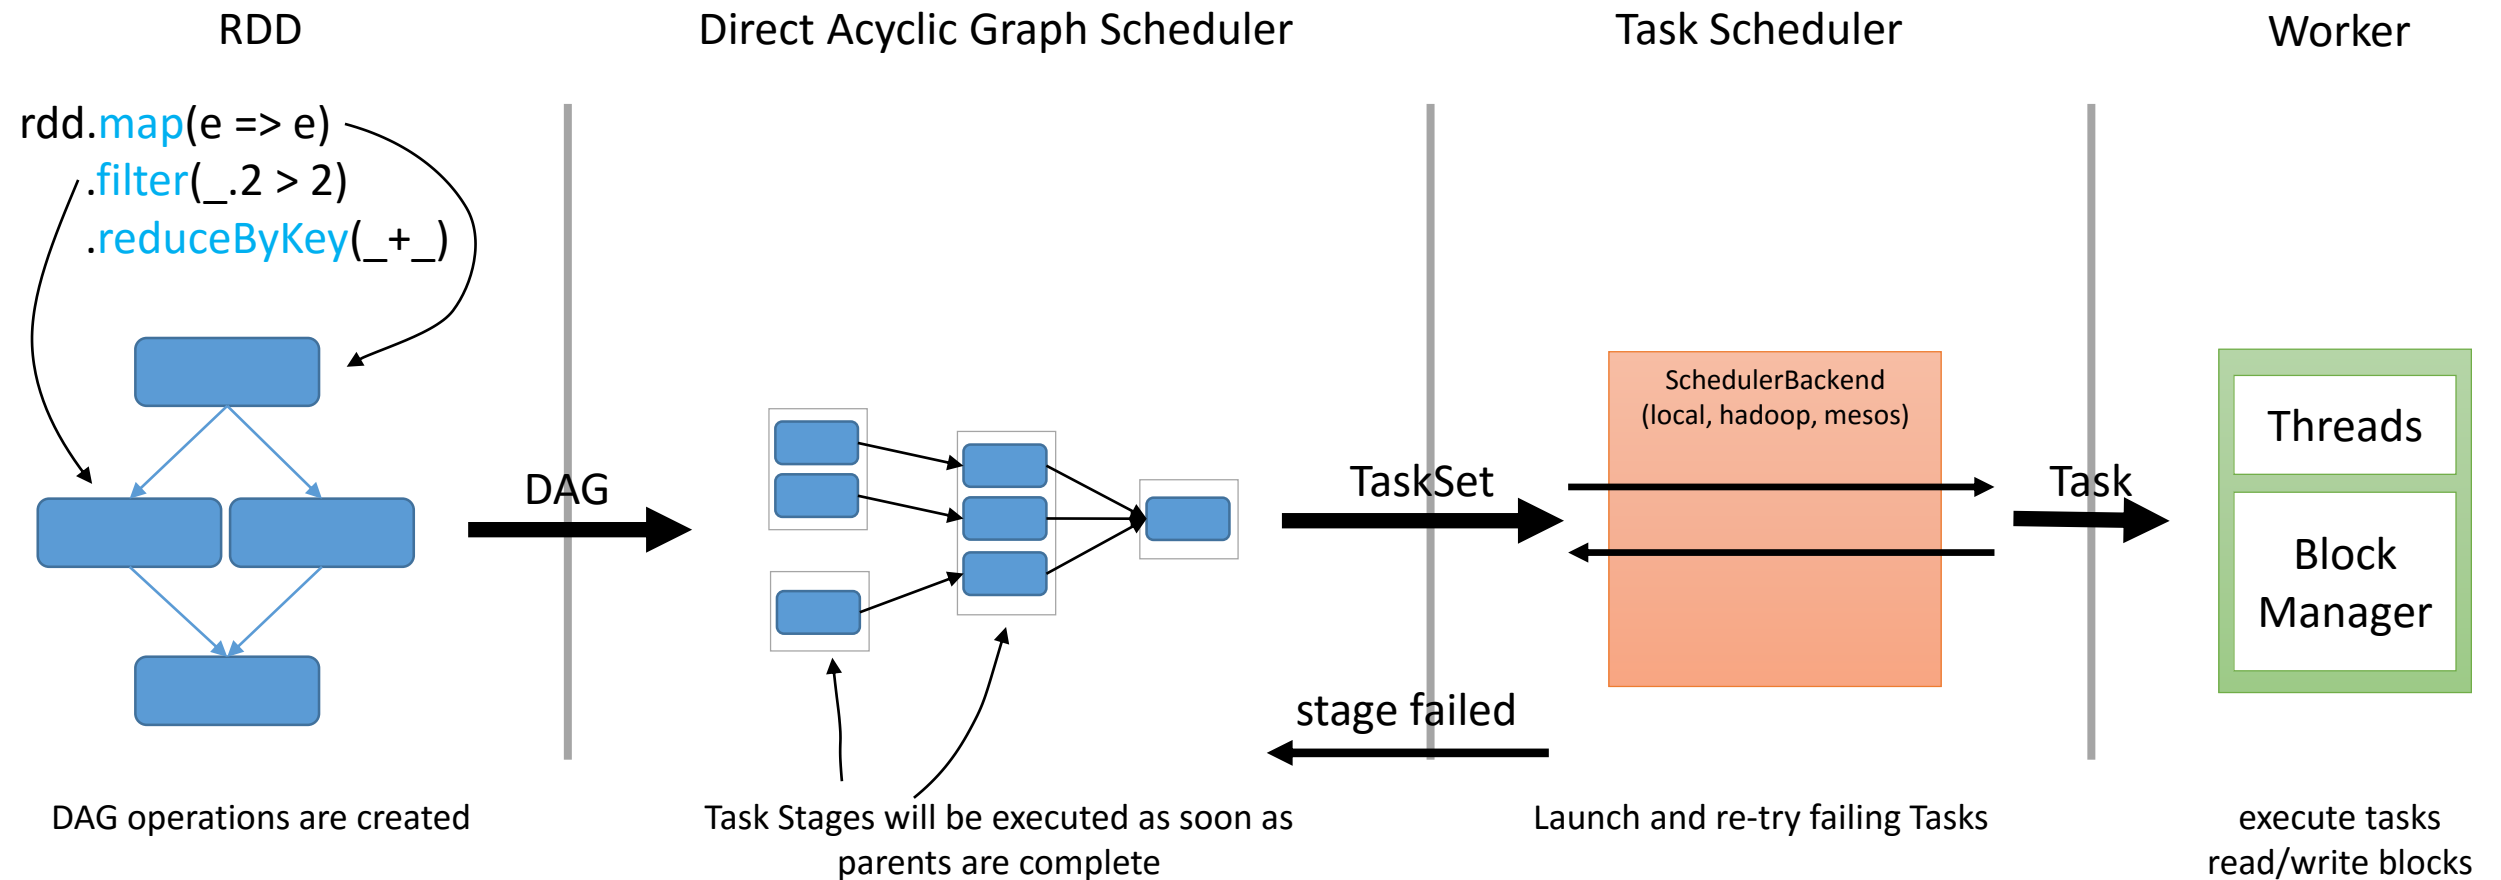 RDD
Direct Acyclic Graph Scheduler
Task Scheduler
Worker
rdd.map(e => e)
.filter(_.2 > 2)
.reduceByKey(_+_)
DAG
TaskSet
SchedulerBackend
(local, hadoop, mesos)
Task
Threads
Block
Manager
stage failed
DAG operations are created
Task Stages will be executed as soon as
parents are complete
Launch and re-try failing Tasks
execute tasks
read/write blocks